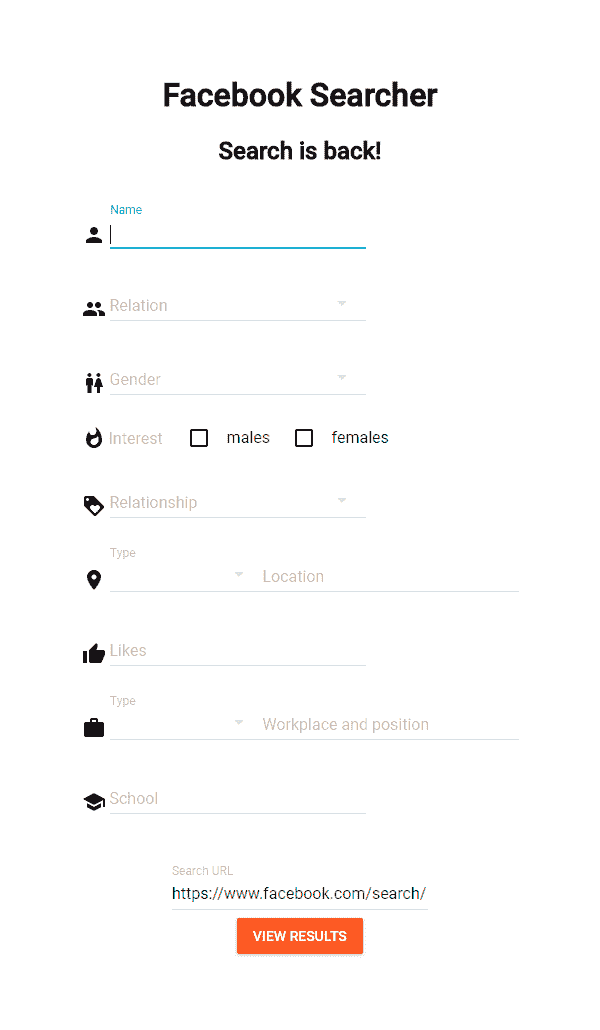 Facebook Searcher
Search is back!
Name
Relation
Gender
Interest males females
Relationship
Type
Location
Likes
Type
Workplace and position
School
Search URL
https://www.facebook.com/search/
VIEW RESULTS